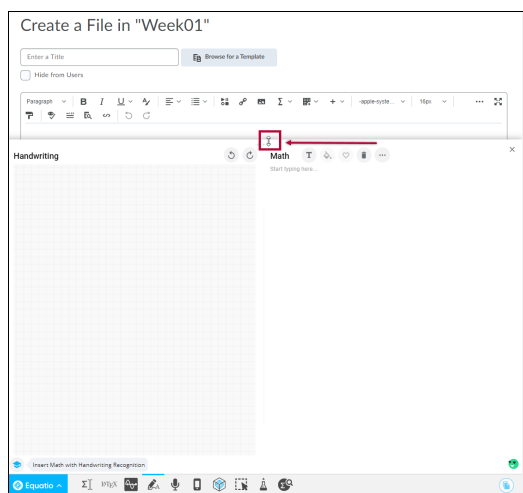 Create a File in "Week01"
Enter a Title
Browse for a Template
Hide from Users
Paragraph B I U A Σ -apple-syste... 16px ...
Handwriting
Math T ...
Start typing here...
Insert Math with Handwriting Recognition
Equatio Σ LATEX